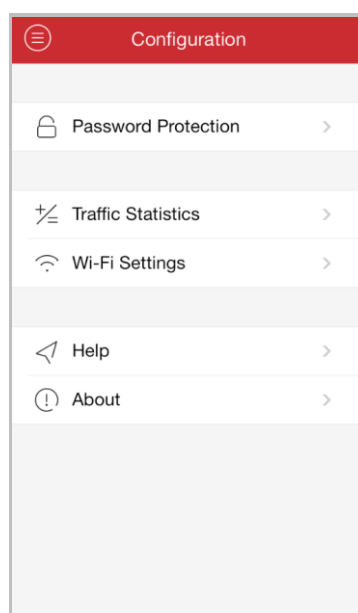 Configuration
Password Protection
Traffic Statistics
Wi-Fi Settings
Help
About